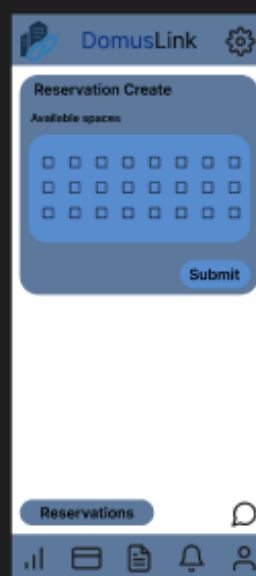 DomusLink
Reservation Create
Available spaces
Submit
Reservations